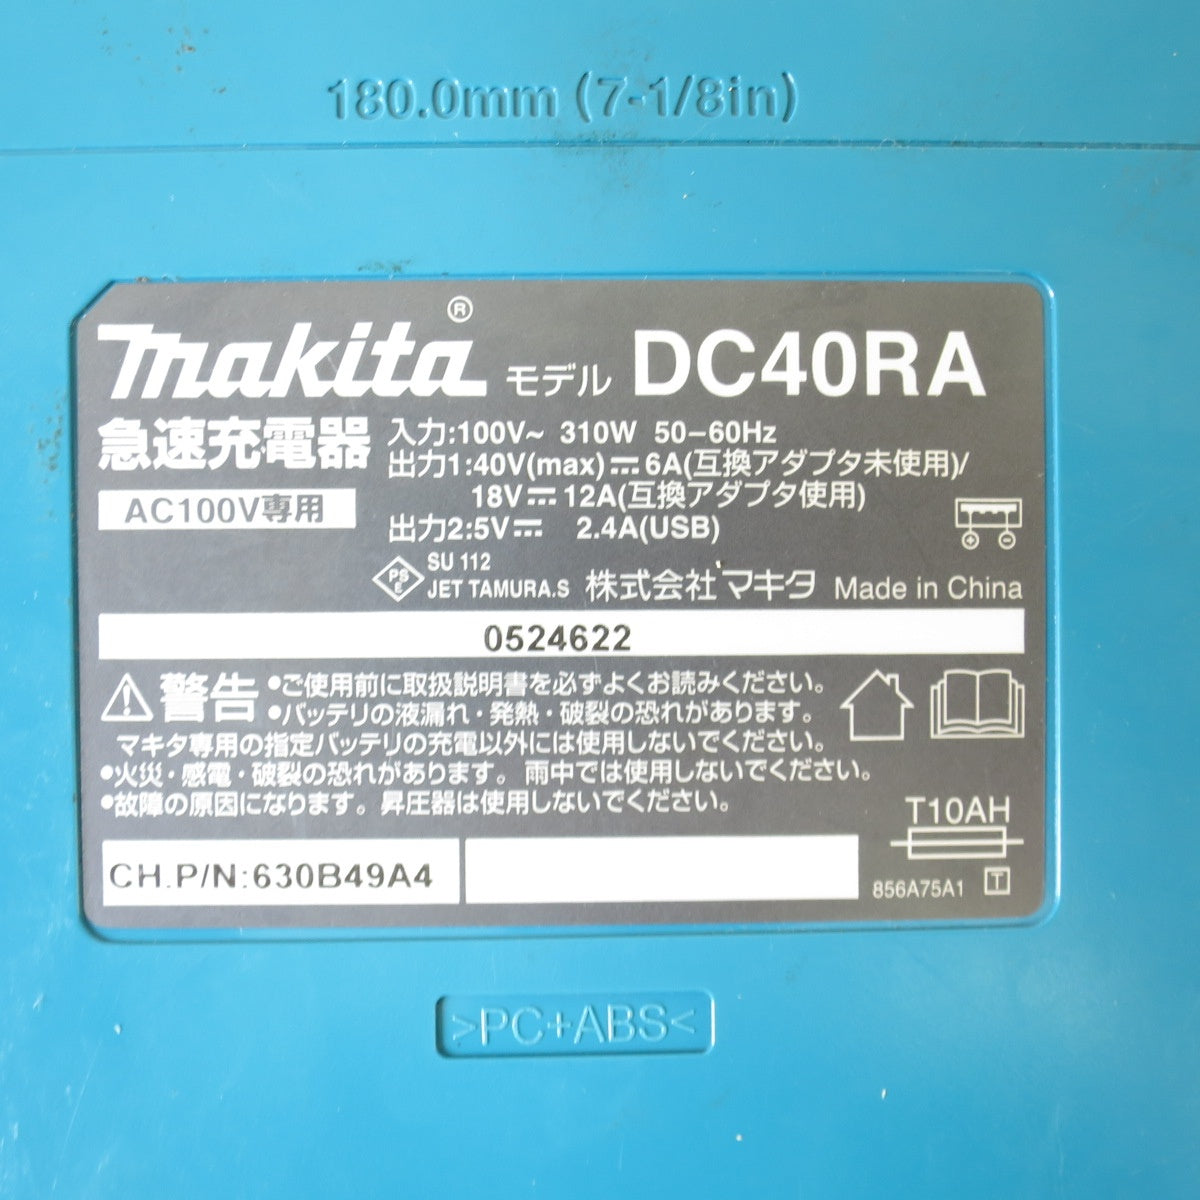 180.0mm (7-1/8in)
makita® モデル DC40RA
急速充電器
AC100V専用
入力:100V~ 310W 50-60Hz
出力1:40V(max)⎓6A(互換アダプタ未使用)/
18V⎓12A(互換アダプタ使用)
出力2:5V⎓ 2.4A(USB)
PS
E
SU 112
JET TAMURA.S 株式会社マキタ Made in China
0524622
警告 •ご使用前に取扱説明書を必ずよくお読みください。
•バッテリの液漏れ・発熱・破裂の恐れがあります。
マキタ専用の指定バッテリの充電以外には使用しないでください。
•火災・感電・破裂の恐れがあります。雨中では使用しないでください。
•故障の原因になります。昇圧器は使用しないでください。
T10AH
CH.P/N:630B49A4
856A75A1 T
>PC+ABS<